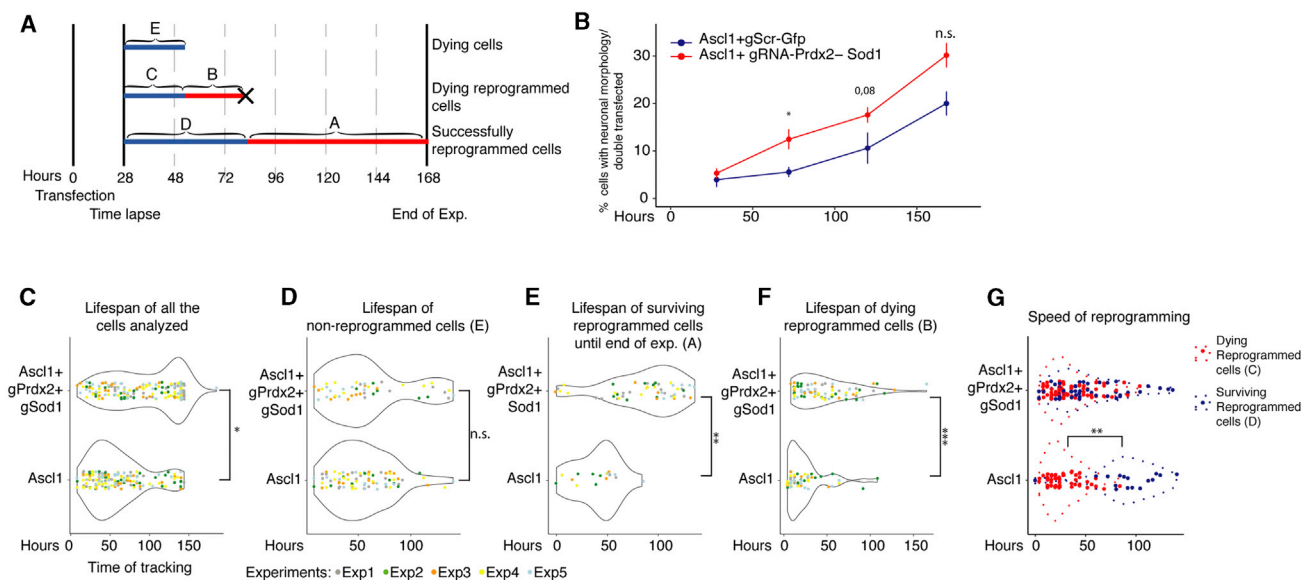 A
E
Dying cells
C
B
Dying reprogrammed
cells
D
A
Successfully
reprogrammed cells
Hours 0 28 48 72 96 120 144 168
Transfection
Time lapse
End of Exp.
B
% cells with neuronal morphology/
double transfected
Ascl1+gScr-Gfp
Ascl1+ gRNA-Prdx2– Sod1
n.s.
0,08
*
30
20
10
0
Hours 0 50 100 150
C
Lifespan of all the
cells analyzed
Ascl1+
gPrdx2+
gSod1
*
Ascl1
Hours 0 50 100 150
Time of tracking
D
Lifespan of
non-reprogrammed cells (E)
Ascl1+
gPrdx2+
gSod1
n.s.
Ascl1
Hours 0 50 100
E
Lifespan of surviving
reprogrammed cells
until end of exp. (A)
Ascl1+
gPrdx2+
Sod1
**
Ascl1
Hours 0 50 100
F
Lifespan of dying
reprogrammed cells (B)
Ascl1+
gPrdx2+
gSod1
***
Ascl1
Hours 0 50 100 150
G
Speed of reprogramming
Ascl1+
gPrdx2+
gSod1
**
Ascl1
Hours 0 50 100
Dying
Reprogrammed
cells (C)
Surviving
Reprogrammed
cells (D)
Experiments: Exp1 Exp2 Exp3 Exp4 Exp5